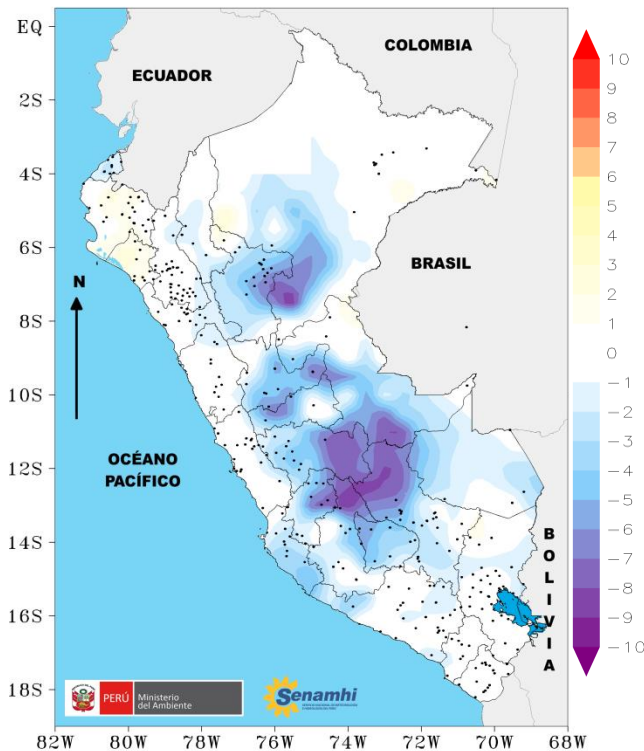 EQ
2S
4S
6S
8S
10S
12S
14S
16S
18S
82W 80W 78W 76W 74W 72W 70W 68W
COLOMBIA
ECUADOR
BRASIL
N
OCÉANO
PACÍFICO
BOLIVIA
10
9
8
7
6
5
4
3
2
1
0
-1
-2
-3
-4
-5
-6
-7
-8
-9
-10
PERÚ
Ministerio
del Ambiente
Senamhi